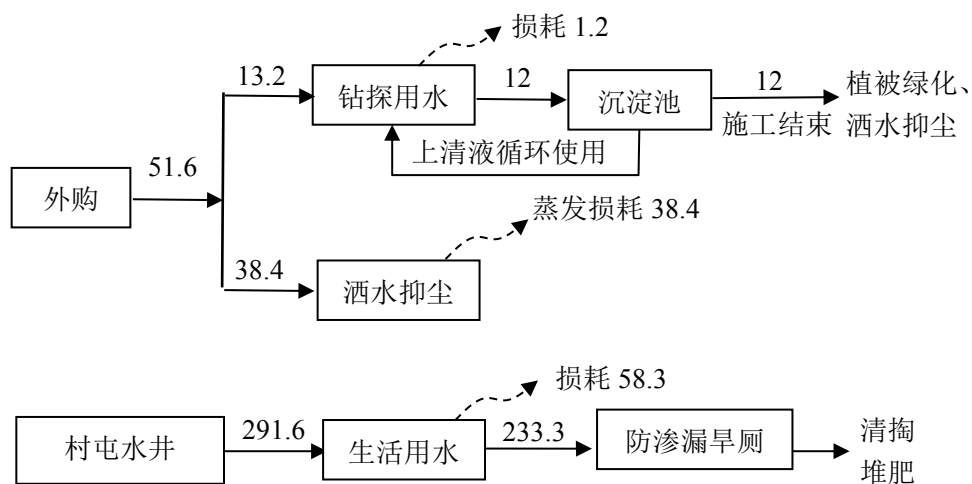 损耗 1.2
13.2
钻探用水
12
沉淀池
12
植被绿化、
施工结束
洒水抑尘
上清液循环使用
51.6
外购
蒸发损耗 38.4
38.4
洒水抑尘
损耗 58.3
村屯水井
291.6
生活用水
233.3
防渗漏旱厕
清掏
堆肥